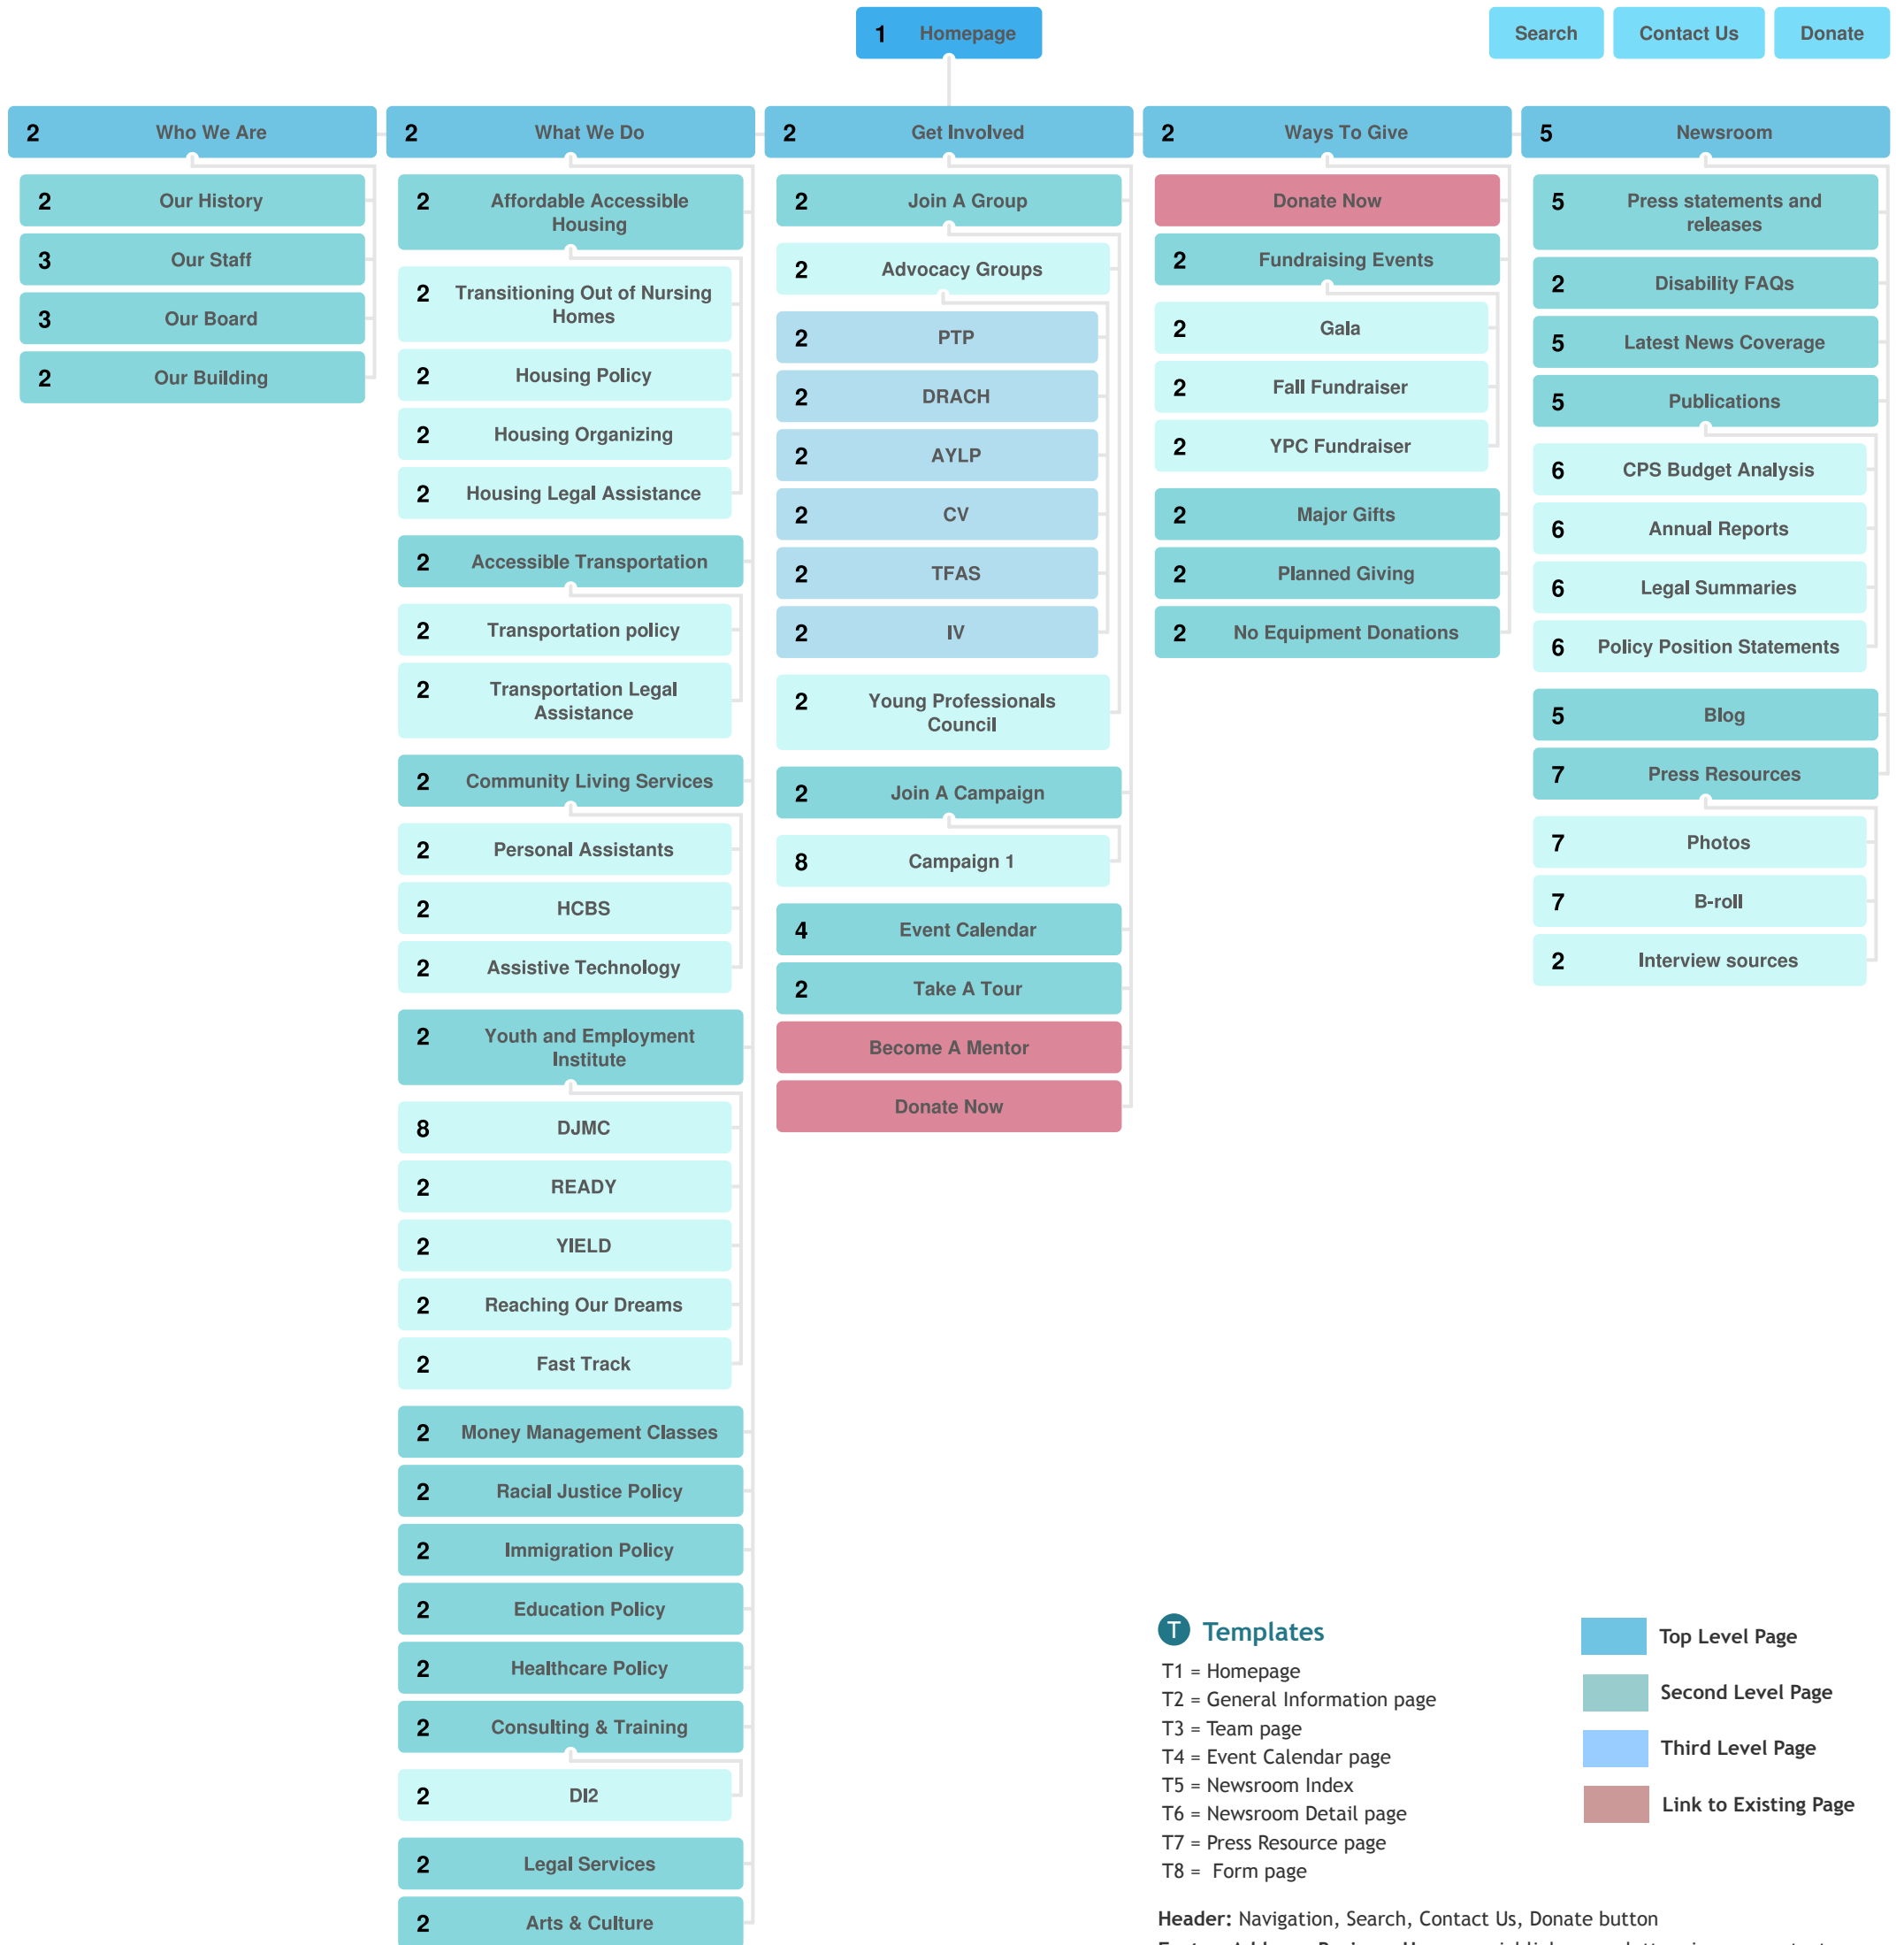 1 Homepage
Search
Contact Us
Donate
2 Who We Are
2 Our History
3 Our Staff
3 Our Board
2 Our Building
2 What We Do
2 Affordable Accessible
Housing
2 Transitioning Out of Nursing
Homes
2 Housing Policy
2 Housing Organizing
2 Housing Legal Assistance
2 Accessible Transportation
2 Transportation policy
2 Transportation Legal
Assistance
2 Community Living Services
2 Personal Assistants
2 HCBS
2 Assistive Technology
2 Youth and Employment
Institute
8 DJMC
2 READY
2 YIELD
2 Reaching Our Dreams
2 Fast Track
2 Money Management Classes
2 Racial Justice Policy
2 Immigration Policy
2 Education Policy
2 Healthcare Policy
2 Consulting & Training
2 DI2
2 Legal Services
2 Arts & Culture
2 Get Involved
2 Join A Group
2 Advocacy Groups
2 PTP
2 DRACH
2 AYLP
2 CV
2 TFAS
2 IV
2 Young Professionals
Council
2 Join A Campaign
8 Campaign 1
4 Event Calendar
2 Take A Tour
Become A Mentor
Donate Now
2 Ways To Give
Donate Now
2 Fundraising Events
2 Gala
2 Fall Fundraiser
2 YPC Fundraiser
2 Major Gifts
2 Planned Giving
2 No Equipment Donations
5 Newsroom
5 Press statements and
releases
2 Disability FAQs
5 Latest News Coverage
5 Publications
6 CPS Budget Analysis
6 Annual Reports
6 Legal Summaries
6 Policy Position Statements
5 Blog
7 Press Resources
7 Photos
7 B-roll
2 Interview sources
T Templates
T1 = Homepage
T2 = General Information page
T3 = Team page
T4 = Event Calendar page
T5 = Newsroom Index
T6 = Newsroom Detail page
T7 = Press Resource page
T8 = Form page
Top Level Page
Second Level Page
Third Level Page
Link to Existing Page
Header: Navigation, Search, Contact Us, Donate button